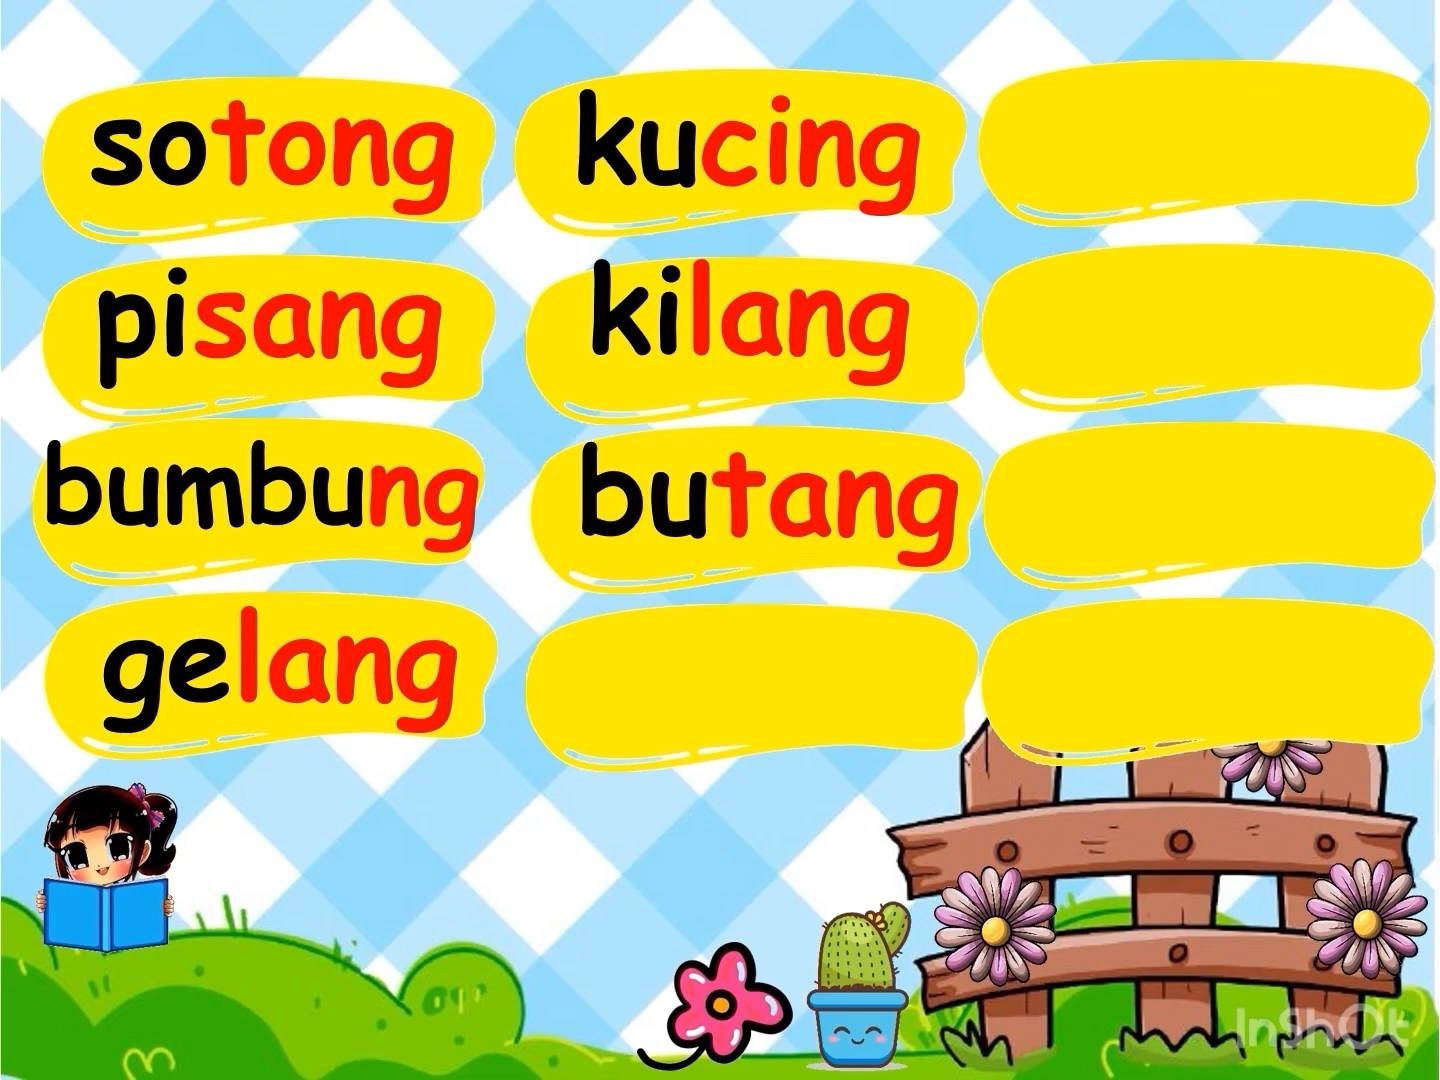 sotong
kucing
pisang
kilang
bumbung
butang
gelang
InShOt